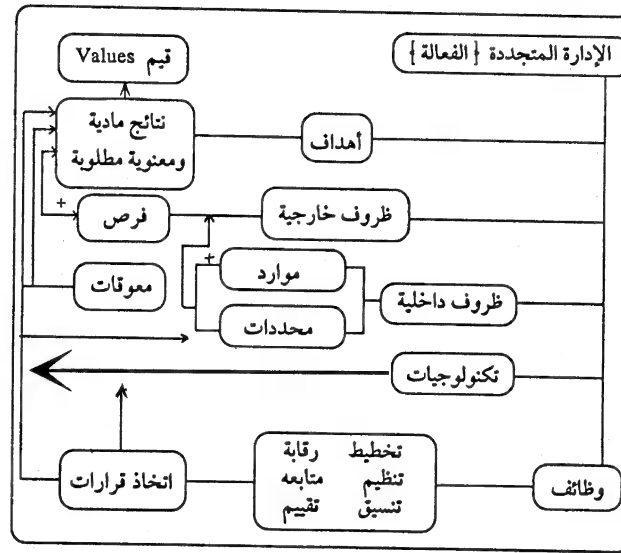 الإدارة المتجددة {الفعالة}
قيم Values
نتائج مادية
ومعنوية مطلوبة
أهداف
+
فرص
ظروف خارجية
معوقات
+
موارد
محددات
ظروف داخلية
تكنولوجيات
تخطيط رقابة
تنظيم متابعه
تنسيق تقييم
اتخاذ قرارات
وظائف